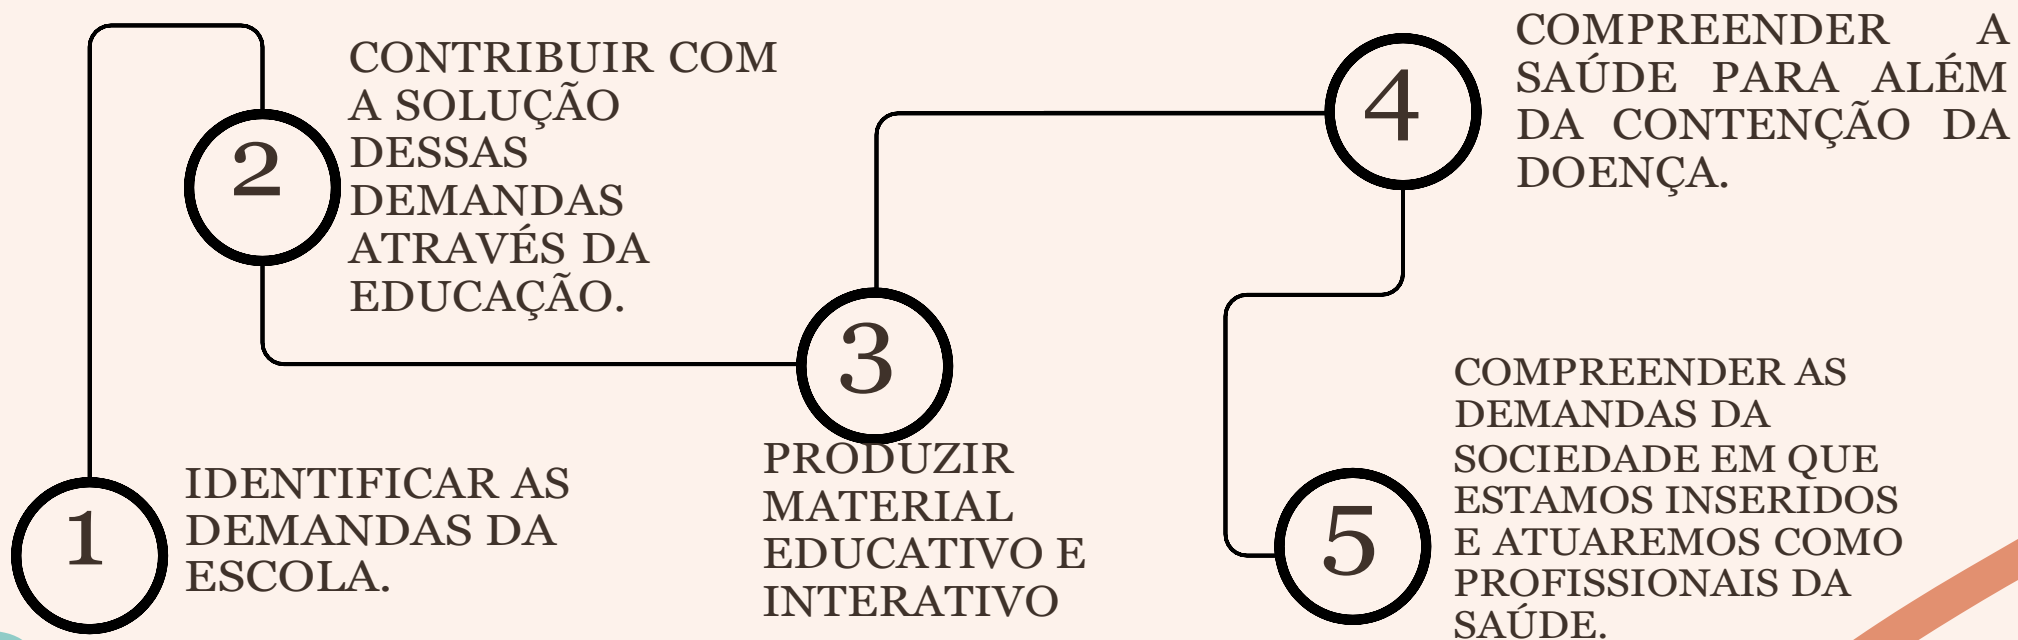 1
IDENTIFICAR AS
DEMANDAS DA
ESCOLA.
2
CONTRIBUIR COM
A SOLUÇÃO
DESSAS
DEMANDAS
ATRAVÉS DA
EDUCAÇÃO.
3
PRODUZIR
MATERIAL
EDUCATIVO E
INTERATIVO
4
COMPREENDER A
SAÚDE PARA ALÉM
DA CONTENÇÃO DA
DOENÇA.
5
COMPREENDER AS
DEMANDAS DA
SOCIEDADE EM QUE
ESTAMOS INSERIDOS
E ATUAREMOS COMO
PROFISSIONAIS DA
SAÚDE.